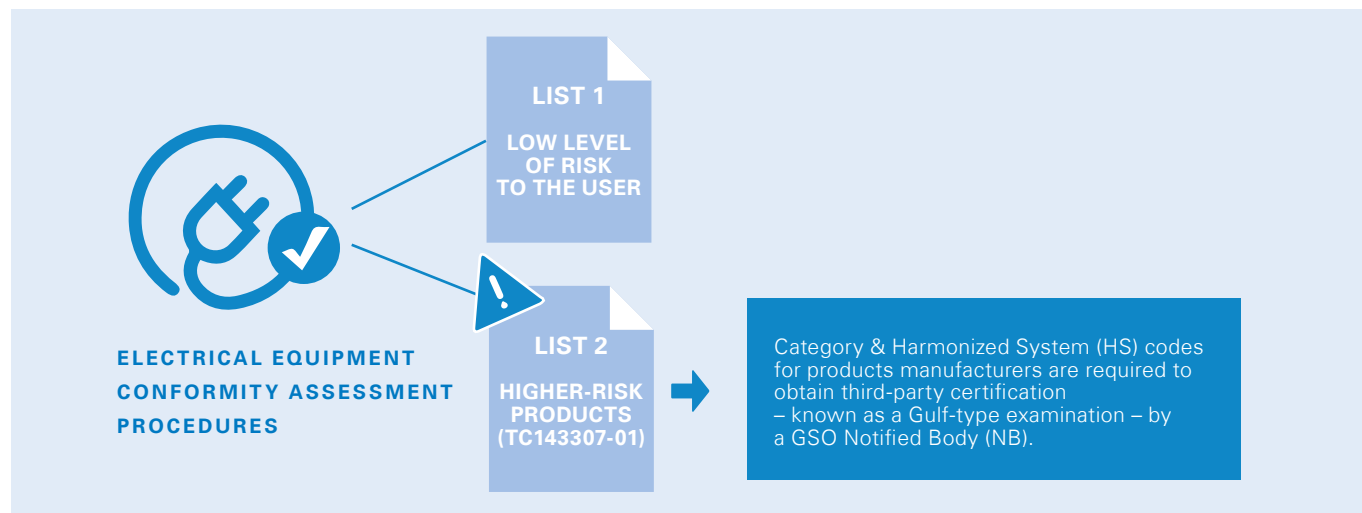 LIST 1
LOW LEVEL
OF RISK
TO THE USER
ELECTRICAL EQUIPMENT
CONFORMITY ASSESSMENT
PROCEDURES
!
LIST 2
HIGHER-RISK
PRODUCTS
(TC143307-01)
Category & Harmonized System (HS) codes
for products manufacturers are required to
obtain third-party certification
– known as a Gulf-type examination – by
a GSO Notified Body (NB).